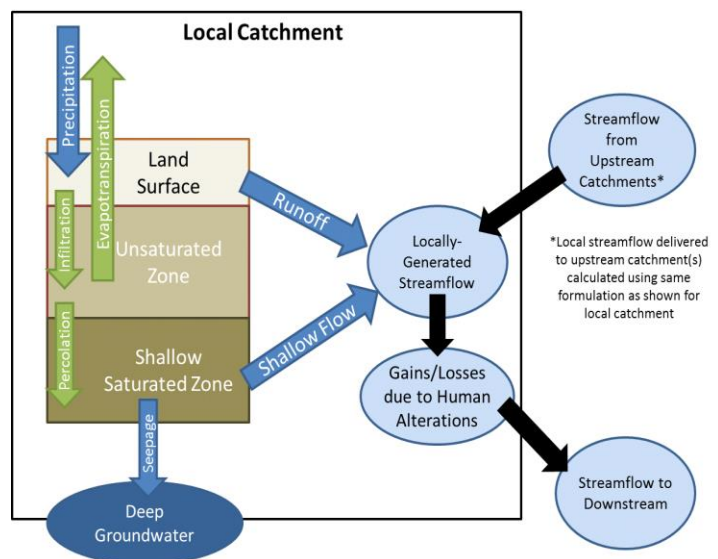 Local Catchment
Precipitation
Evapotranspiration
Land
Surface
Infiltration
Unsaturated
Zone
Percolation
Shallow
Saturated Zone
Seepage
Deep
Groundwater
Runoff
Shallow Flow
Locally-
Generated
Streamflow
Gains/Losses
due to Human
Alterations
Streamflow
from
Upstream
Catchments*
*Local streamflow delivered
to upstream catchment(s)
calculated using same
formulation as shown for
local catchment
Streamflow to
Downstream